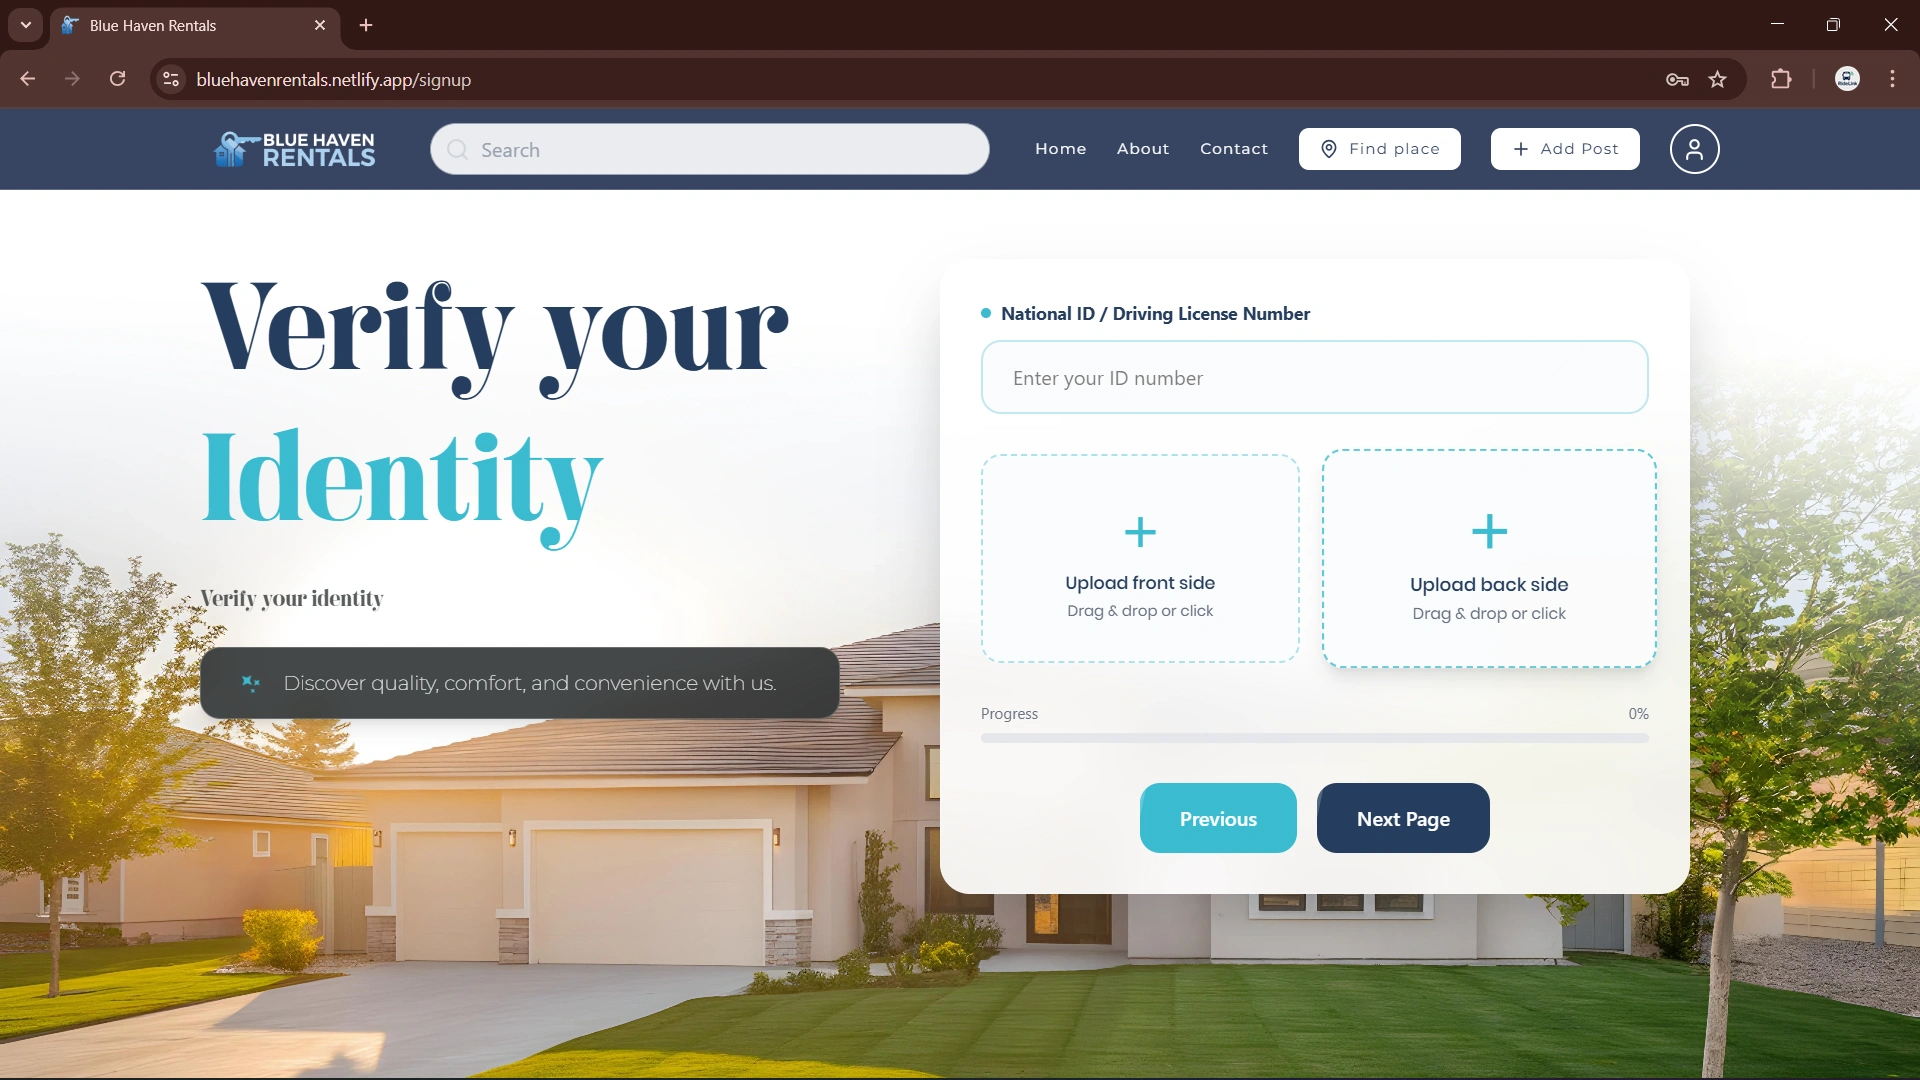 Blue Haven Rentals
bluehavenrentals.netlify.app/signup
BLUE HAVEN
RENTALS
Search
Home
About
Contact
Find place
Add Post
Verify your
Identity
Verify your identity
Discover quality, comfort, and convenience with us.
National ID / Driving License Number
Enter your ID number
Upload front side
Drag & drop or click
Upload back side
Drag & drop or click
Progress
0%
Previous
Next Page